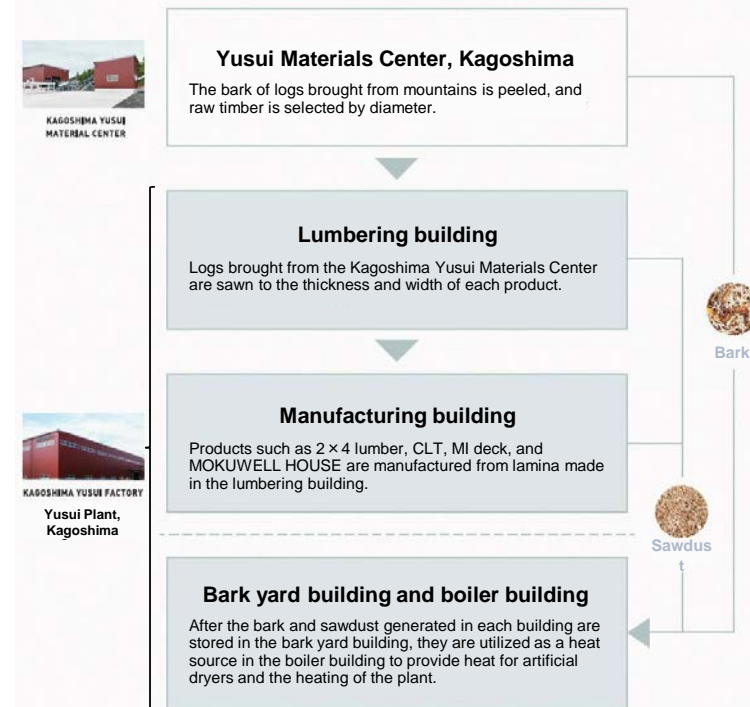 Yusui Materials Center, Kagoshima
The bark of logs brought from mountains is peeled, and
raw timber is selected by diameter.
KAGOSHIMA YUSUI
MATERIAL CENTER
Lumbering building
Logs brought from the Kagoshima Yusui Materials Center
are sawn to the thickness and width of each product.
Bark
Manufacturing building
Products such as 2×4 lumber, CLT, MI deck, and
MOKUWELL HOUSE are manufactured from lamina made
in the lumbering building.
KAGOSHIMA YUSUI FACTORY
Yusui Plant,
Kagoshima
Sawdus
t
Bark yard building and boiler building
After the bark and sawdust generated in each building are
stored in the bark yard building, they are utilized as a heat
source in the boiler building to provide heat for artificial
dryers and the heating of the plant.